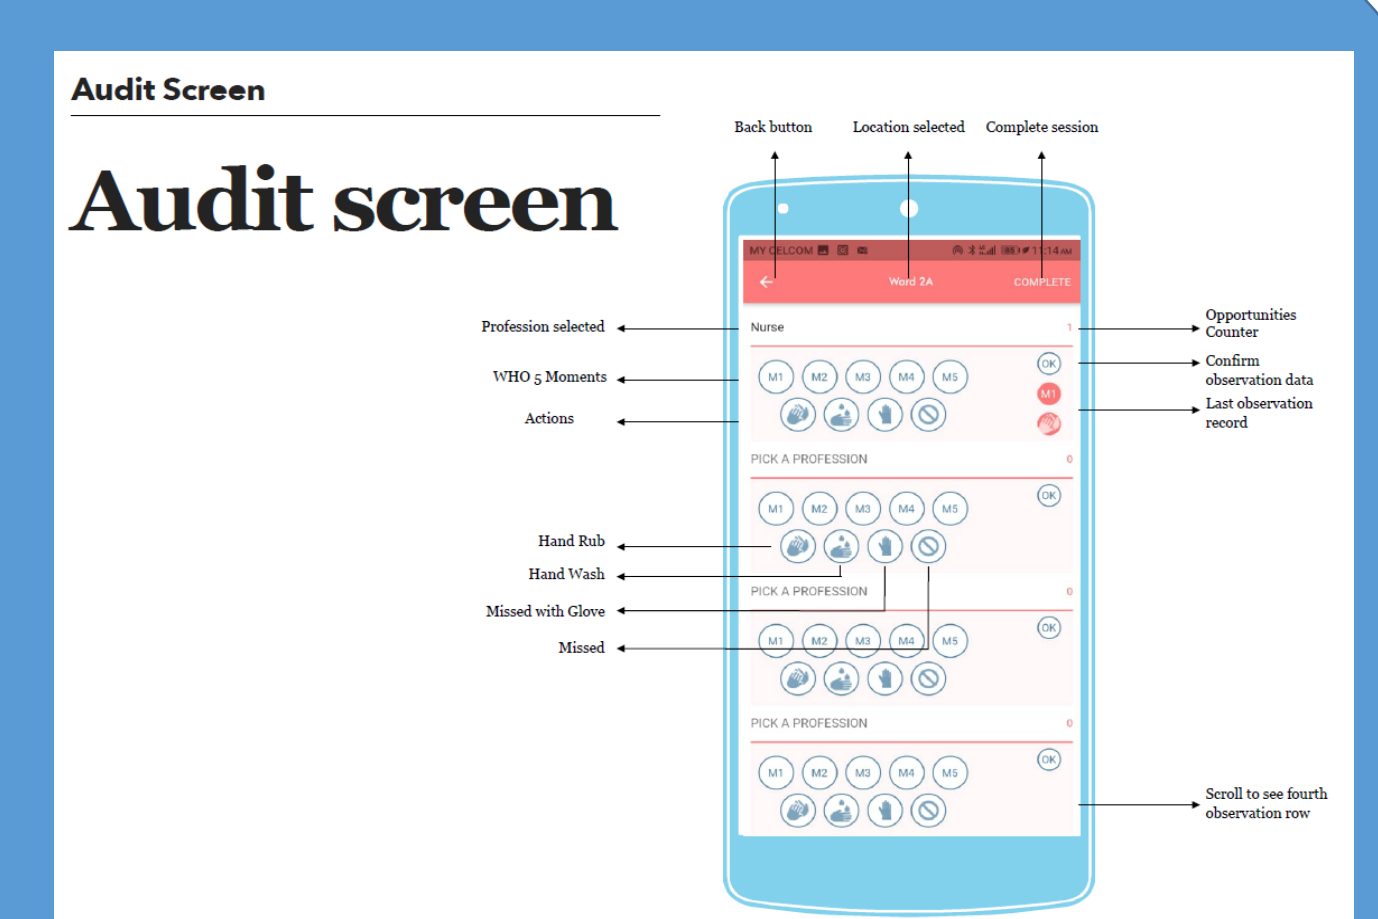 Audit Screen
Audit screen
Back button
Location selected
Complete session
MY CELCOM
11:14 AM
Ward 2A
COMPLETE
Profession selected
Nurse
1
Opportunities
Counter
WHO 5 Moments
M1 M2 M3 M4 M5
OK
Confirm
observation data
M1
Actions
Last observation
record
PICK A PROFESSION
0
M1 M2 M3 M4 M5
OK
Hand Rub
Hand Wash
PICK A PROFESSION
0
Missed with Glove
M1 M2 M3 M4 M5
OK
Missed
PICK A PROFESSION
0
M1 M2 M3 M4 M5
OK
Scroll to see fourth
observation row